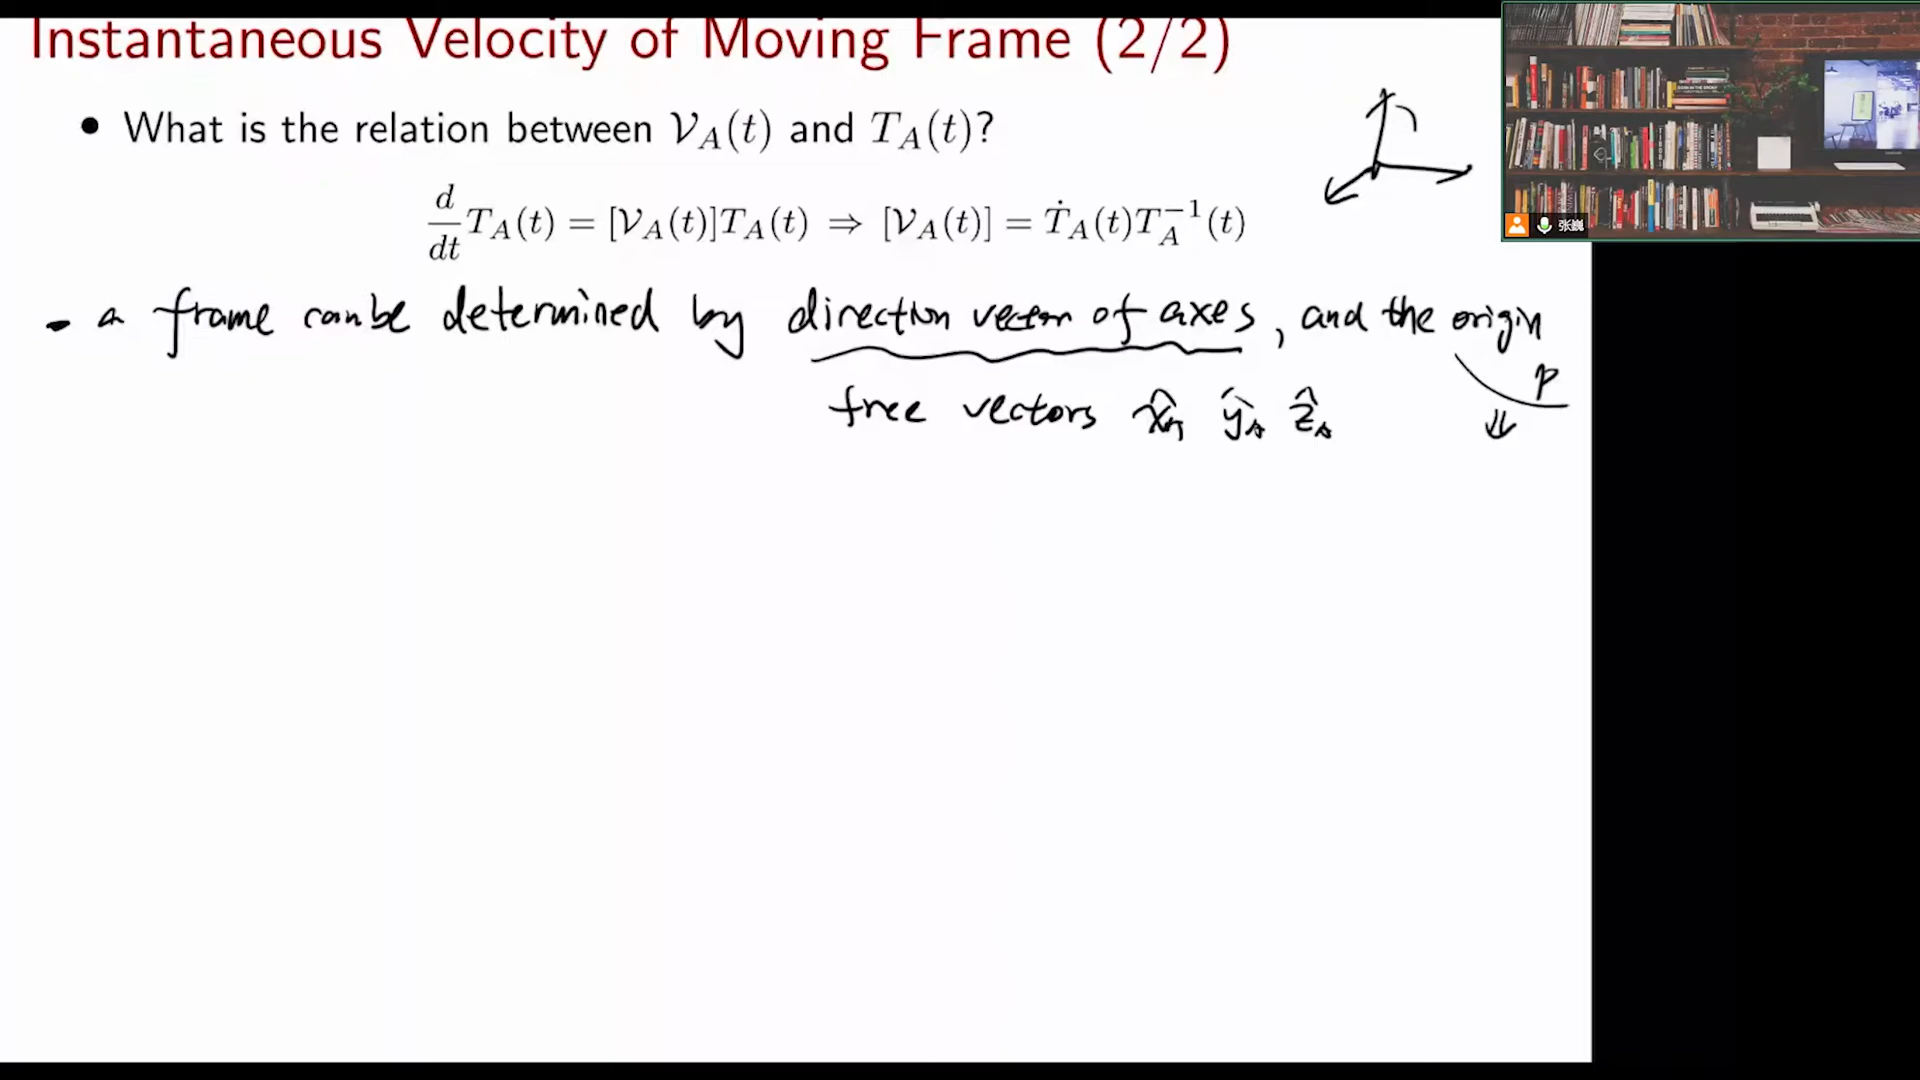 Instantaneous Velocity of Moving Frame (2/2)
• What is the relation between 𝒱_A(t) and T_A(t)?
d/dt T_A(t) = [𝒱_A(t)]T_A(t) ⇒ [𝒱_A(t)] = Ṫ_A(t)T_A^{-1}(t)
- a frame can be determined by direction vector of axes, and the origin
free vectors x̂_A ŷ_A ẑ_A
p
张巍